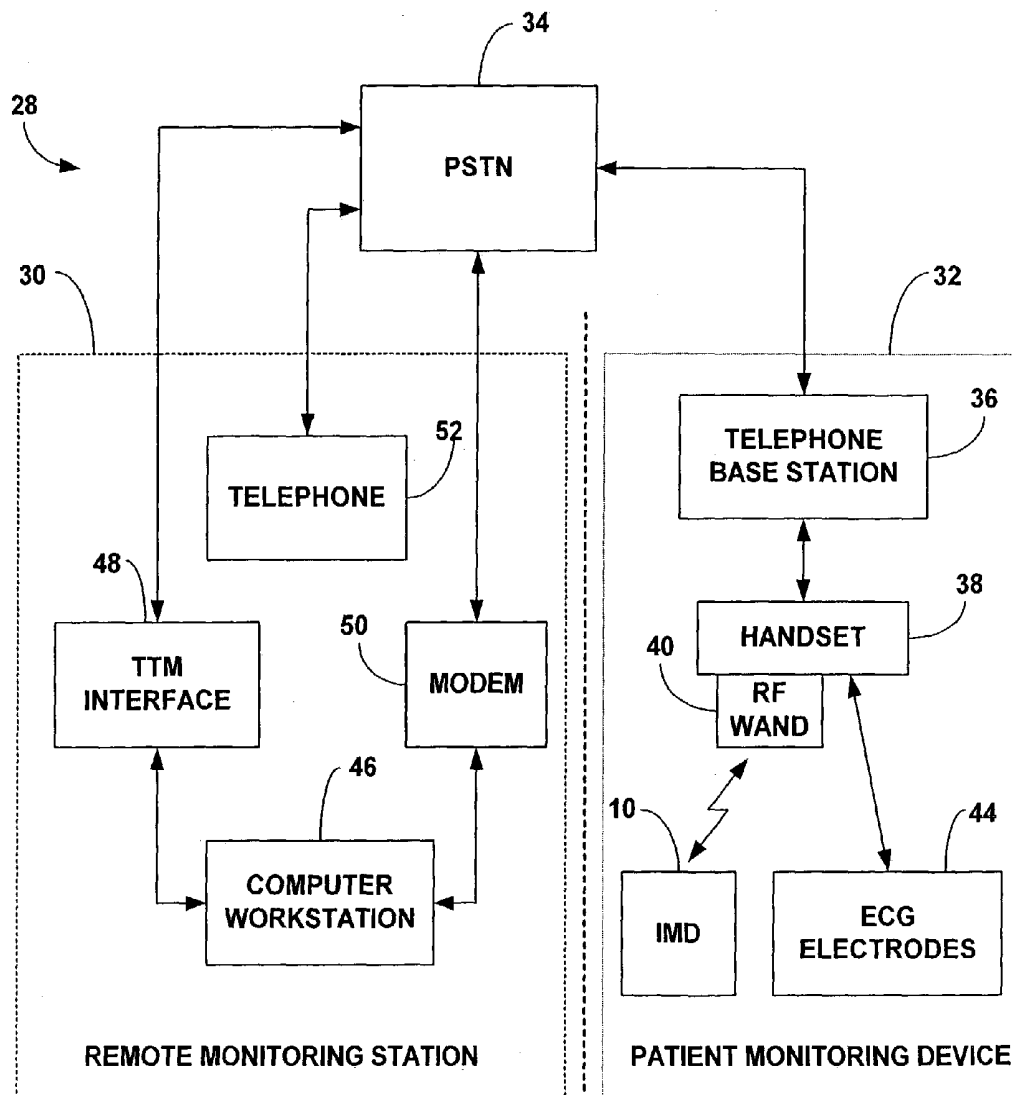 34
28
PSTN
30
32
36
TELEPHONE
BASE STATION
52
TELEPHONE
48
38
HANDSET
50
40
TTM
INTERFACE
MODEM
RF
WAND
46
10
44
COMPUTER
WORKSTATION
IMD
ECG
ELECTRODES
REMOTE MONITORING STATION
PATIENT MONITORING DEVICE